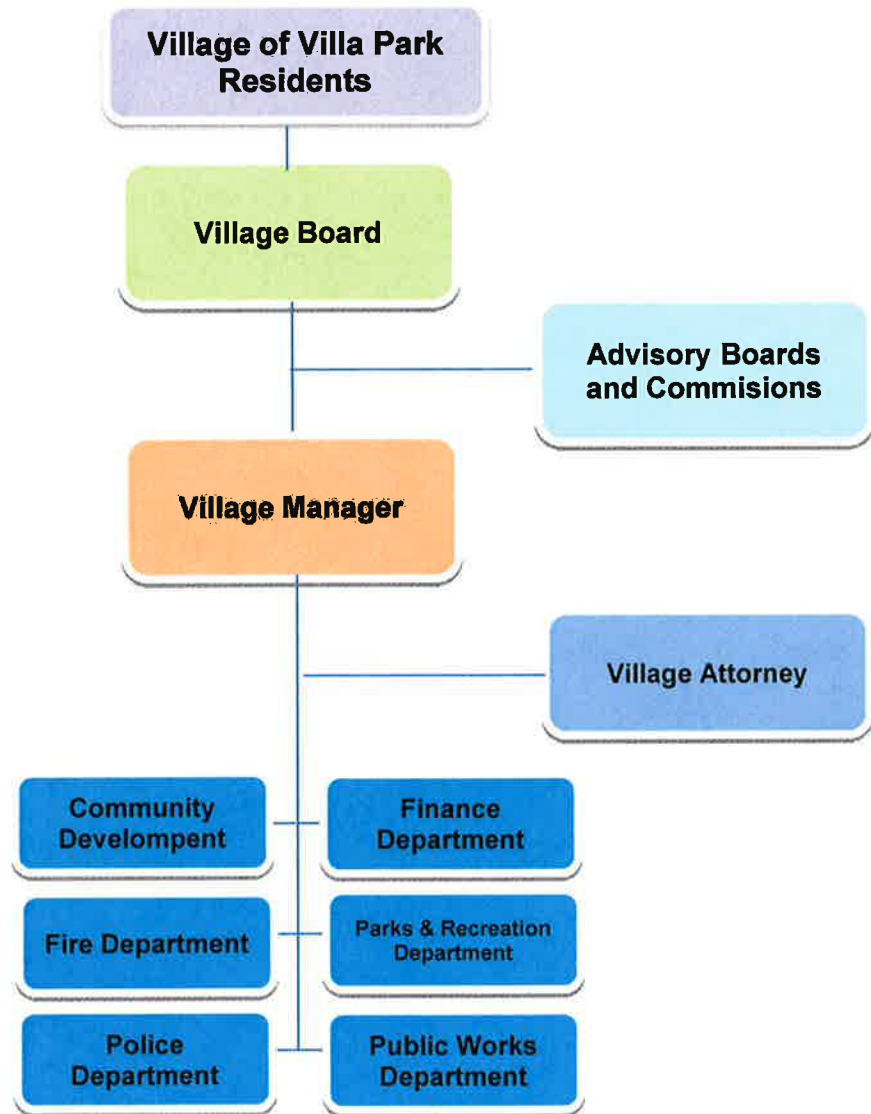 Village of Villa Park
Residents
Village Board
Advisory Boards
and Commisions
Village Manager
Village Attorney
Community
Develompent
Finance
Department
Fire Department
Parks & Recreation
Department
Police
Department
Public Works
Department